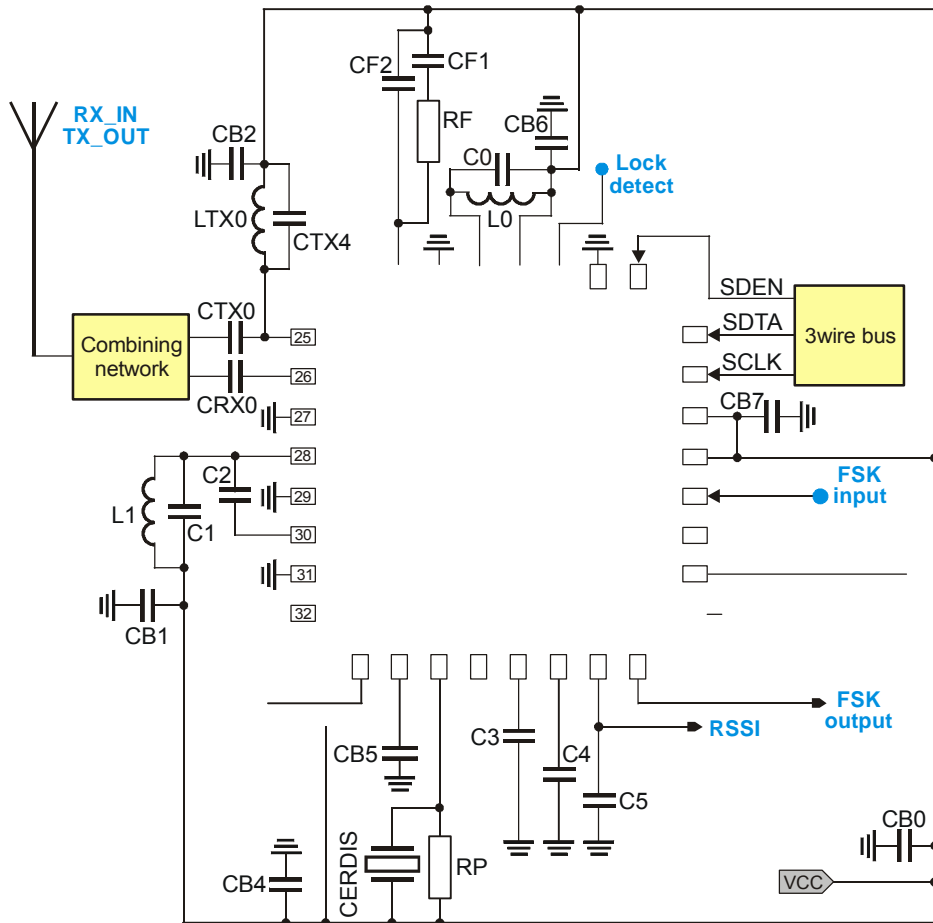 CF2
CF1
RX_IN
TX_OUT
RF
CB2
CB6
C0
Lock
detect
LTX0
L0
CTX4
SDEN
CTX0
SDTA
3wire bus
25
Combining
network
SCLK
26
CRX0
CB7
27
28
C2
FSK
input
29
L1
C1
30
31
32
CB1
FSK
output
C3
RSSI
CB5
C4
C5
CB0
CERDIS
RP
CB4
VCC